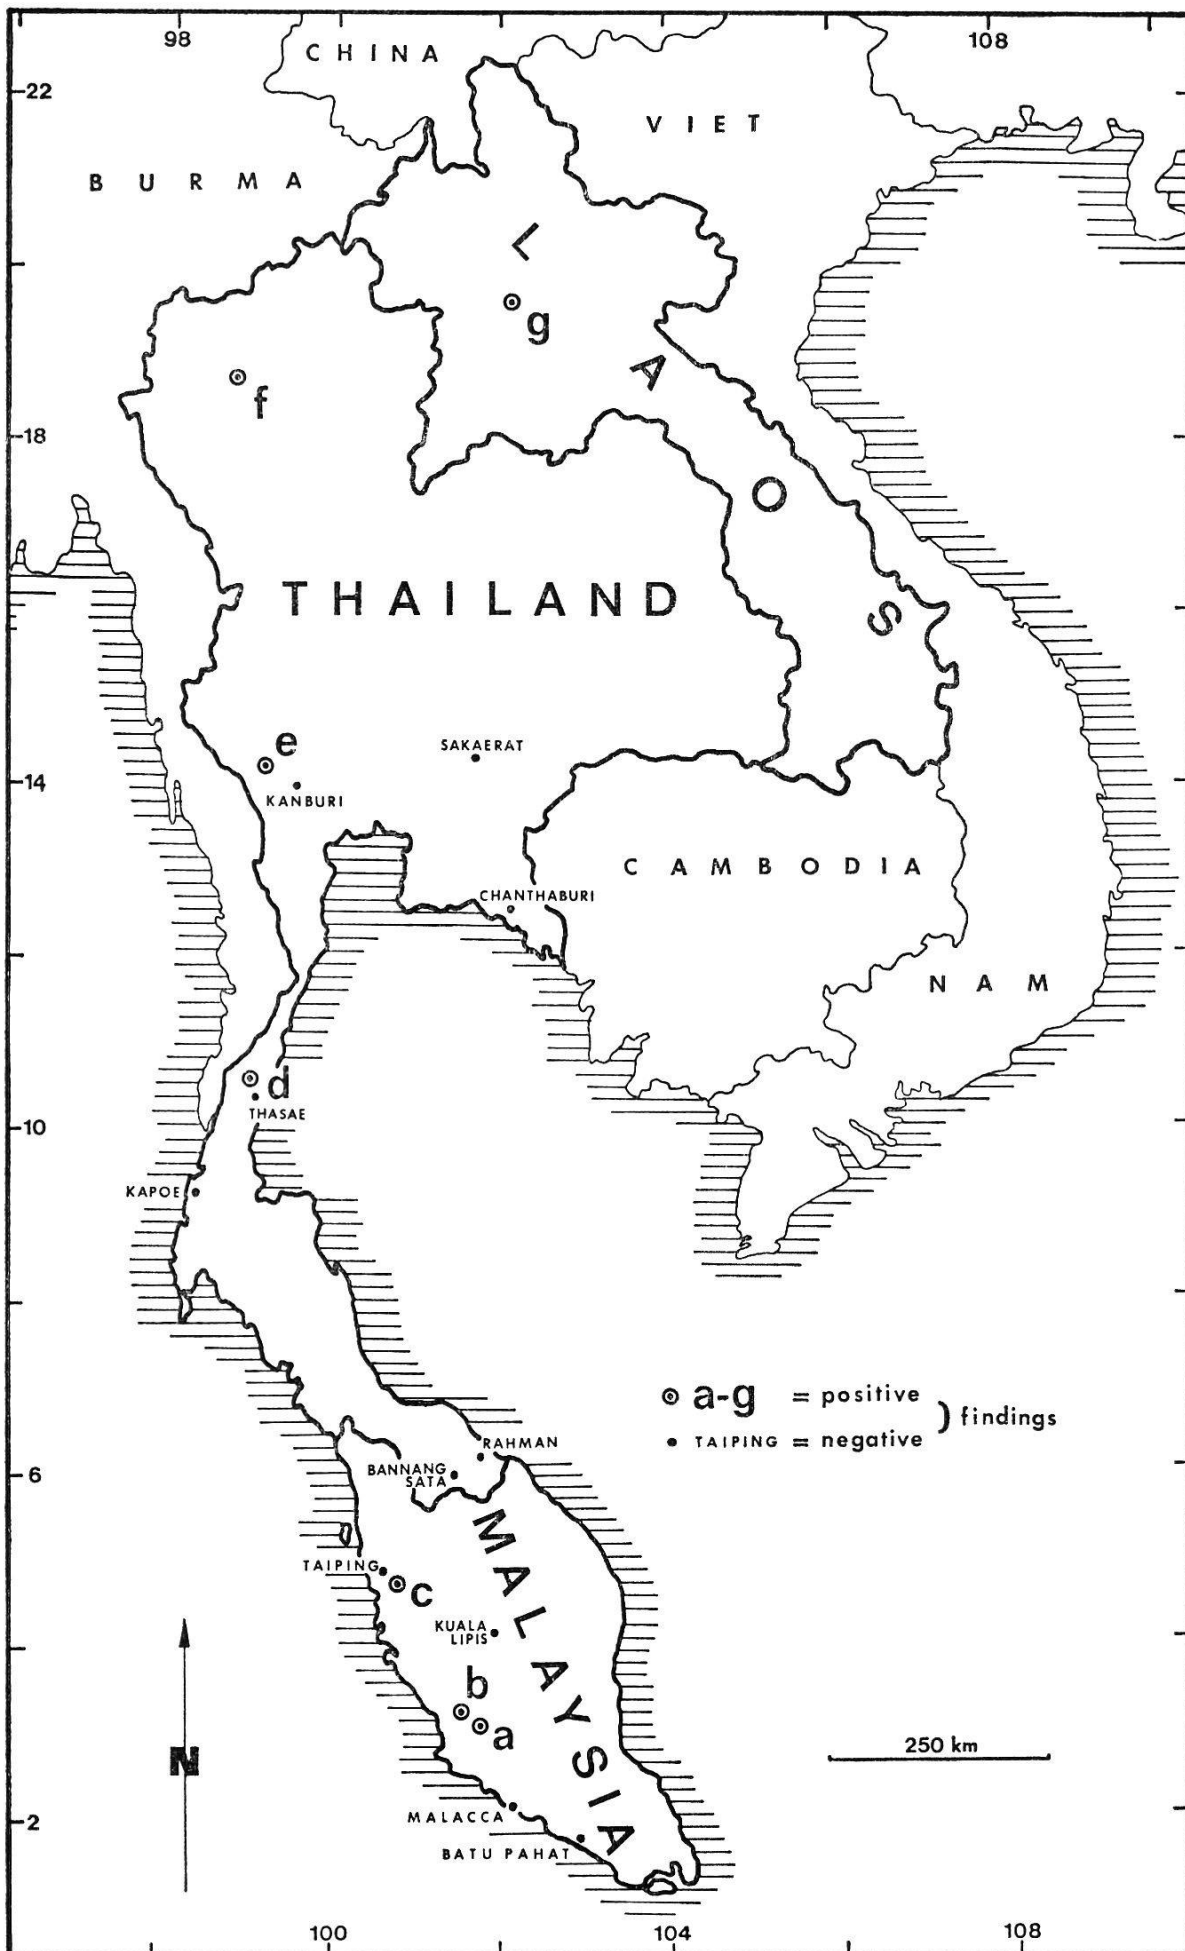 98
108
CHINA
22
VIET
BURMA
LAOS
g
f
18
THAILAND
e
SAKAERAT
14
KANBURI
CAMBODIA
CHANTHABURI
NAM
d
THASAE
10
KAPOE
a-g = positive
) findings
TAIPING = negative
RAHMAN
BANNANG
SATA
6
MALAYSIA
TAIPING
c
KUALA
LIPIS
b
a
N
250 km
MALACCA
2
BATU PAHAT
100
104
108